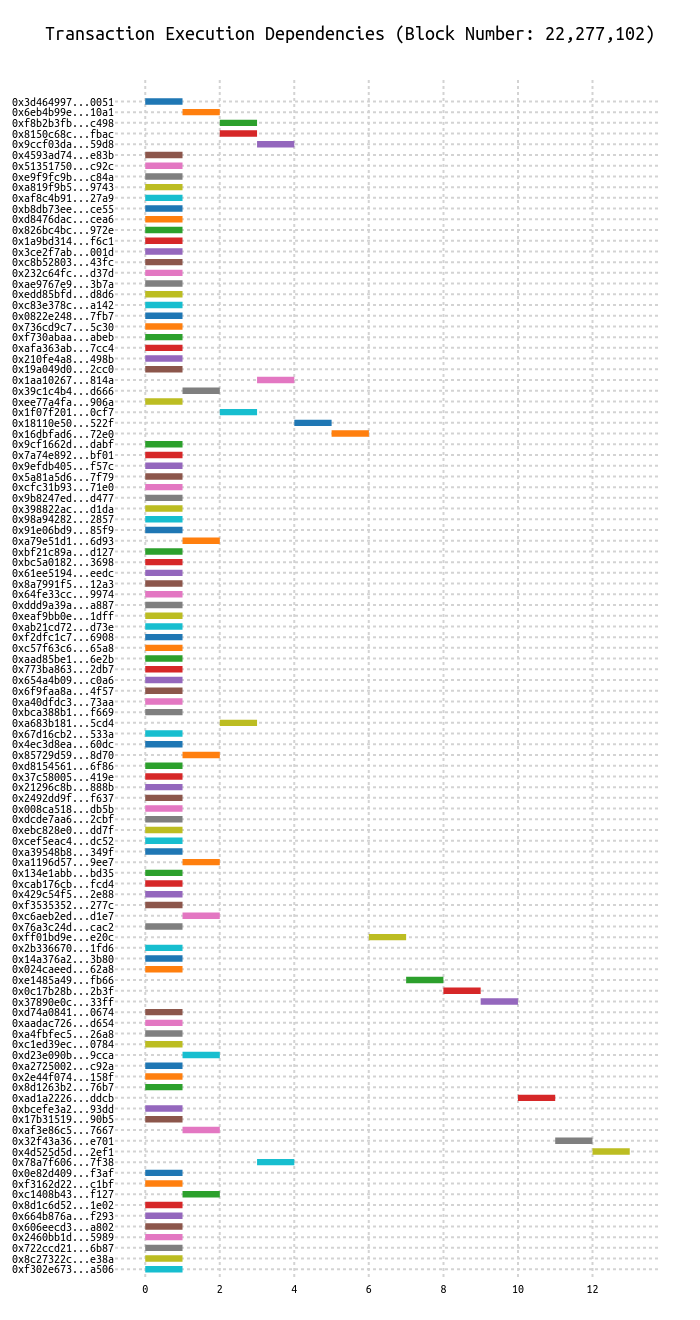 Transaction Execution Dependencies (Block Number: 22,277,102)
0x3d464997...0051
0x6eb4b99e...10a1
0xf8b2b3fb...c498
0x8150c68c...fbac
0x9ccf03da...59d8
0x4593ad74...e83b
0x51351750...c92c
0xe9f9fc9b...c84a
0xa819f9b5...9743
0xaf8c4b91...27a9
0xb8db73ee...ce55
0xd8476dac...cea6
0x826bc4bc...972e
0x1a9bd314...f6c1
0x3ce2f7ab...001d
0xc8b52803...43fc
0x232c64fc...d37d
0xae9767e9...3b7a
0xedd85bfd...d8d6
0xc83e378c...a142
0x0822e248...7fb7
0x736cd9c7...5c30
0xf730abaa...abeb
0xafa363ab...7cc4
0x210fe4a8...498b
0x19a049d0...2cc0
0x1aa10267...814a
0x39c1c4b4...d666
0xee77a4fa...906a
0x1f07f201...0cf7
0x18110e50...522f
0x16dbfad6...72e0
0x9cf1662d...dabf
0x7a74e892...bf01
0x9efdb405...f57c
0x5a81a5d6...7f79
0xcfc31b93...71e0
0x9b8247ed...d477
0x398822ac...d1da
0x98a94282...2857
0x91e06bd9...85f9
0xa79e51d1...6d93
0xbf21c89a...d127
0xbc5a0182...3698
0x61ee5194...eedc
0x8a7991f5...12a3
0x64fe33cc...9974
0xddd9a39a...a887
0xeaf9bb0e...1dff
0xab21cd72...d73e
0xf2dfc1c7...6908
0xc57f63c6...65a8
0xaad85be1...6e2b
0x773ba863...2db7
0x654a4b09...c0a6
0x6f9faa8a...4f57
0xa40dfdc3...73aa
0xbca388b1...f669
0xa683b181...5cd4
0x67d16cb2...533a
0x4ec3d8ea...60dc
0x85729d59...8d70
0xd8154561...6f86
0x37c58005...419e
0x21296c8b...888b
0x2492dd9f...f637
0x008ca518...db5b
0xdcde7aa6...2cbf
0xebc828e0...dd7f
0xcef5eac4...dc52
0xa39548b8...349f
0xa1196d57...9ee7
0x134e1abb...bd35
0xcab176cb...fcd4
0x429c54f5...2e88
0xf3535352...277c
0xc6aeb2ed...d1e7
0x76a3c24d...cac2
0xff01bd9e...e20c
0x2b336670...1fd6
0x14a376a2...3b80
0x024caeed...62a8
0xe1485a49...fb66
0x0c17b28b...2b3f
0x37890e0c...33ff
0xd74a0841...0674
0xaadac726...d654
0xa4fbfec5...26a8
0xc1ed39ec...0784
0xd23e090b...9cca
0xa2725002...c92a
0x2e44f074...158f
0x8d1263b2...76b7
0xad1a2226...ddcb
0xbcefe3a2...93dd
0x17b31519...90b5
0xaf3e86c5...7667
0x32f43a36...e701
0x4d525d5d...2ef1
0x78a7f606...7f38
0x0e82d409...f3af
0xf3162d22...c1bf
0xc1408b43...f127
0x8d1c6d52...1e02
0x664b876a...f293
0x606eecd3...a802
0x2460bb1d...5989
0x722ccd21...6b87
0x8c27322c...e38a
0xf302e673...a506
0 2 4 6 8 10 12